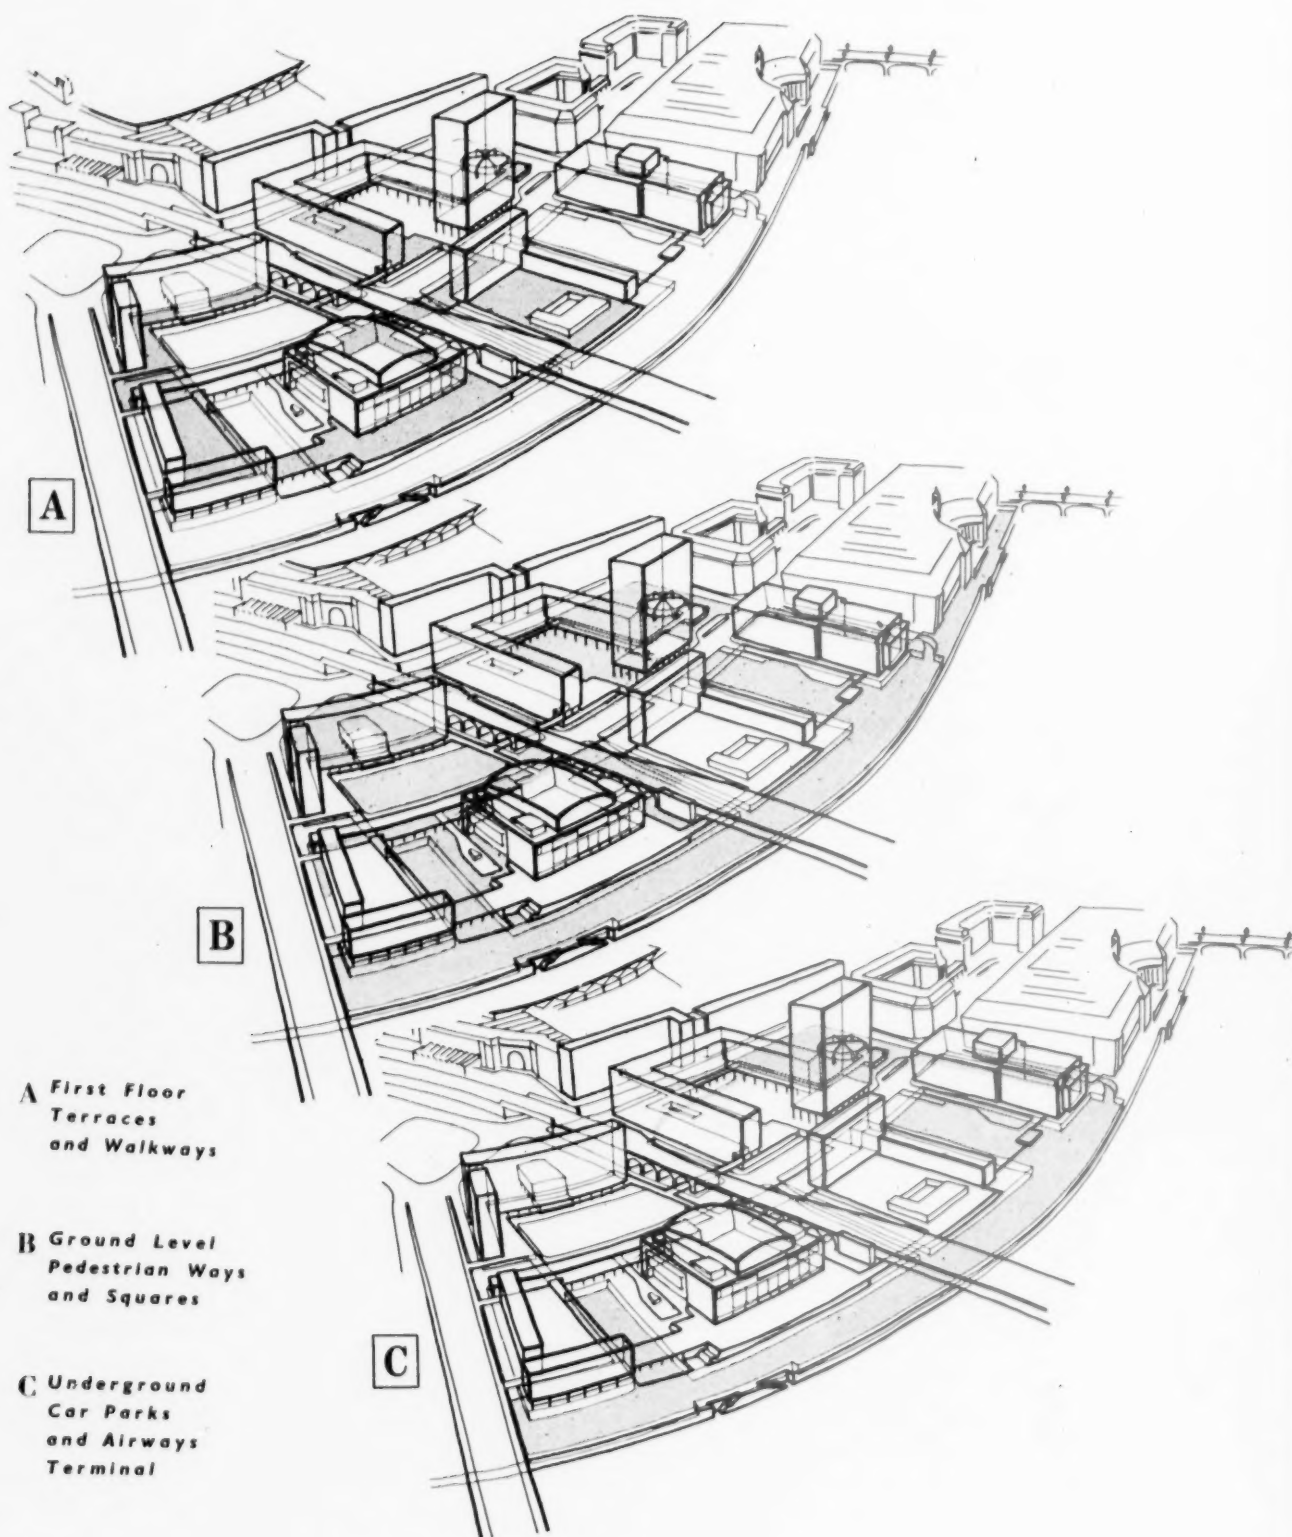 A
B
C
A First Floor
Terraces
and Walkways
B Ground Level
Pedestrian Ways
and Squares
C Underground
Car Parks
and Airways
Terminal